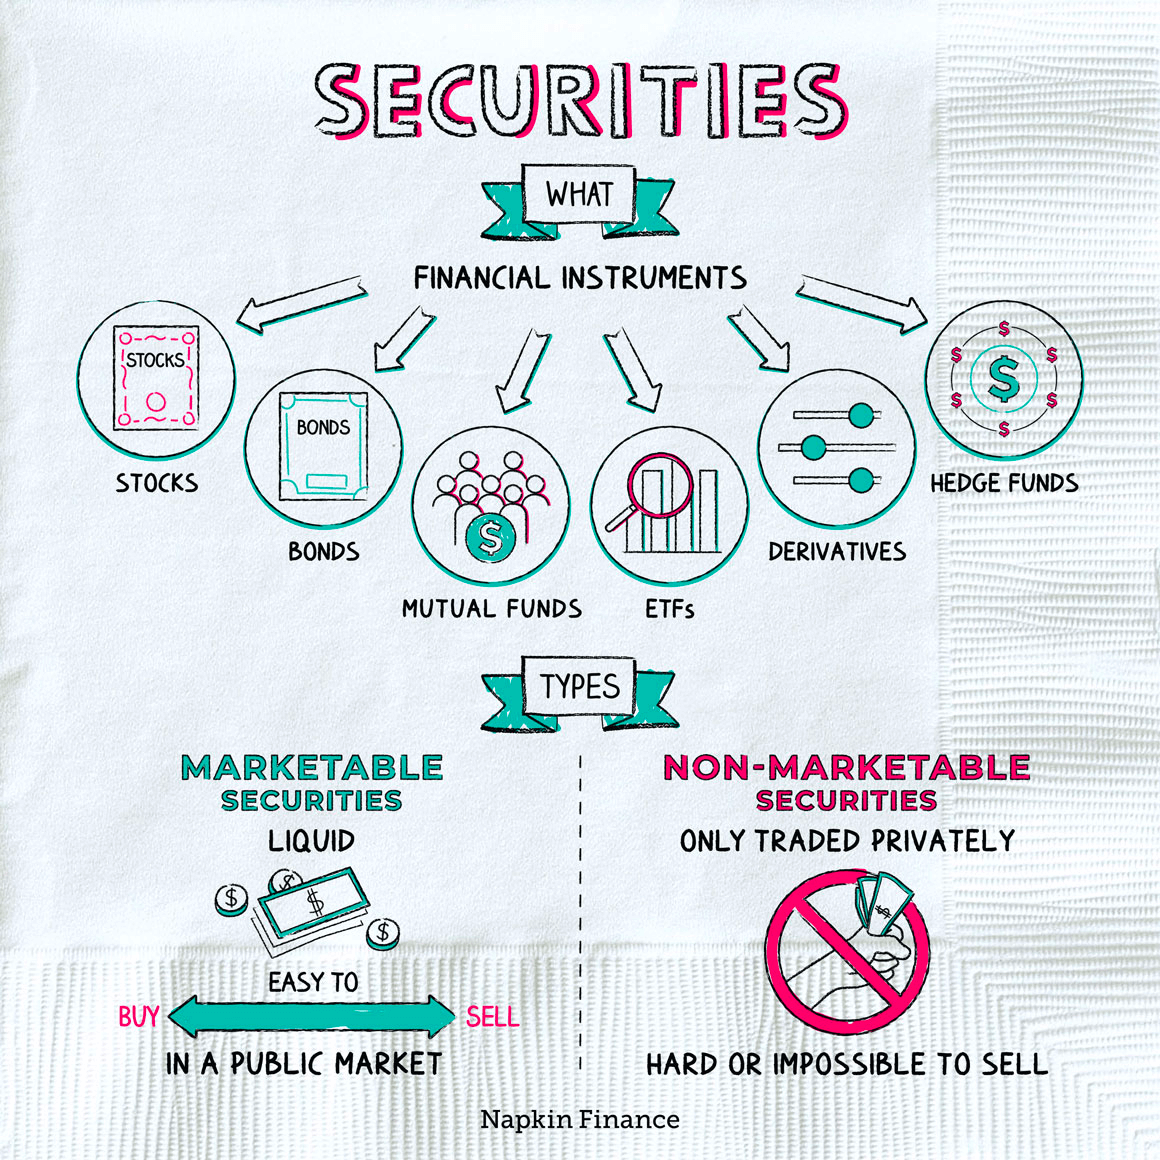 SECURITIES
WHAT
FINANCIAL INSTRUMENTS
STOCKS
STOCKS
BONDS
BONDS
$
MUTUAL FUNDS
ETFs
DERIVATIVES
$
$ $
$
$ $
$
HEDGE FUNDS
TYPES
MARKETABLE
SECURITIES
LIQUID
$ $ $ $
EASY TO
BUY SELL
IN A PUBLIC MARKET
NON-MARKETABLE
SECURITIES
ONLY TRADED PRIVATELY
$
HARD OR IMPOSSIBLE TO SELL
Napkin Finance